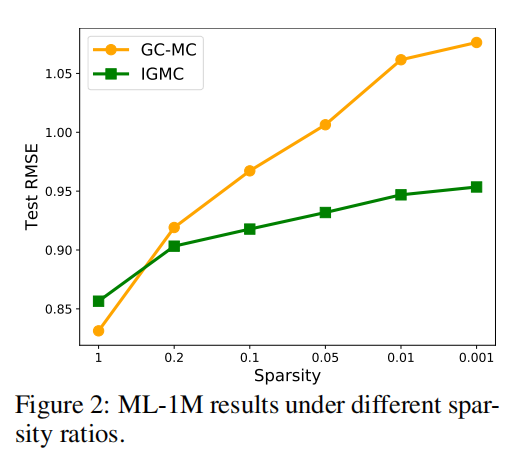 GC-MC
IGMC
1.05
1.00
0.95
0.90
0.85
Test RMSE
1 0.2 0.1 0.05 0.01 0.001
Sparsity
Figure 2: ML-1M results under different spar-
sity ratios.